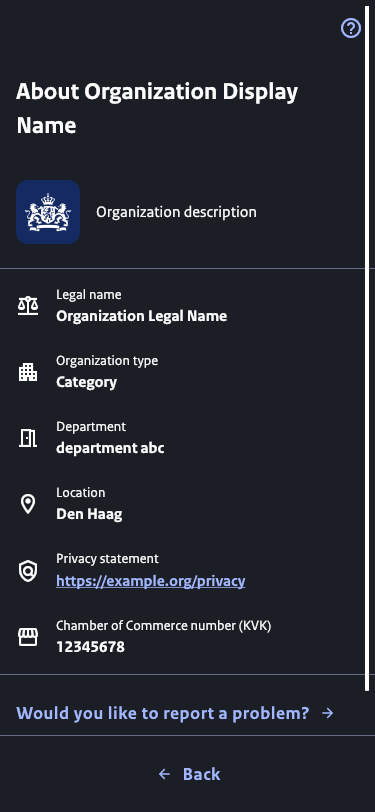 About Organization Display
Name
Organization description
Legal name
Organization Legal Name
Organization type
Category
Department
department abc
Location
Den Haag
Privacy statement
https://example.org/privacy
Chamber of Commerce number (KVK)
12345678
Would you like to report a problem? →
← Back